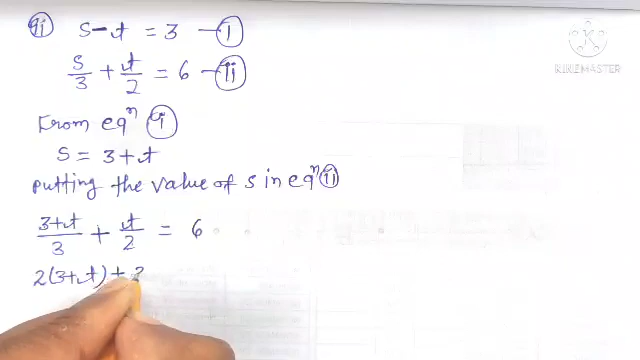 (ii) s - t = 3 — (i)
s/3 + t/2 = 6 — (ii)
From eqⁿ (i)
s = 3+t
putting the value of s in eqⁿ (ii)
(3+t)/3 + t/2 = 6
2(3+t) + 3
KINEMASTER